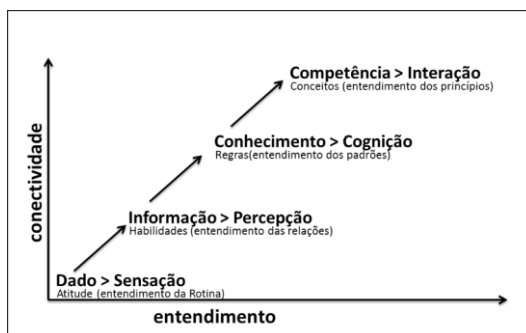 Competência > Interação
Conceitos (entendimento dos princípios)
Conhecimento > Cognição
Regras(entendimento dos padrões)
Informação > Percepção
Habilidades (entendimento das relações)
Dado > Sensação
Atitude (entendimento da Rotina)
conectividade
entendimento